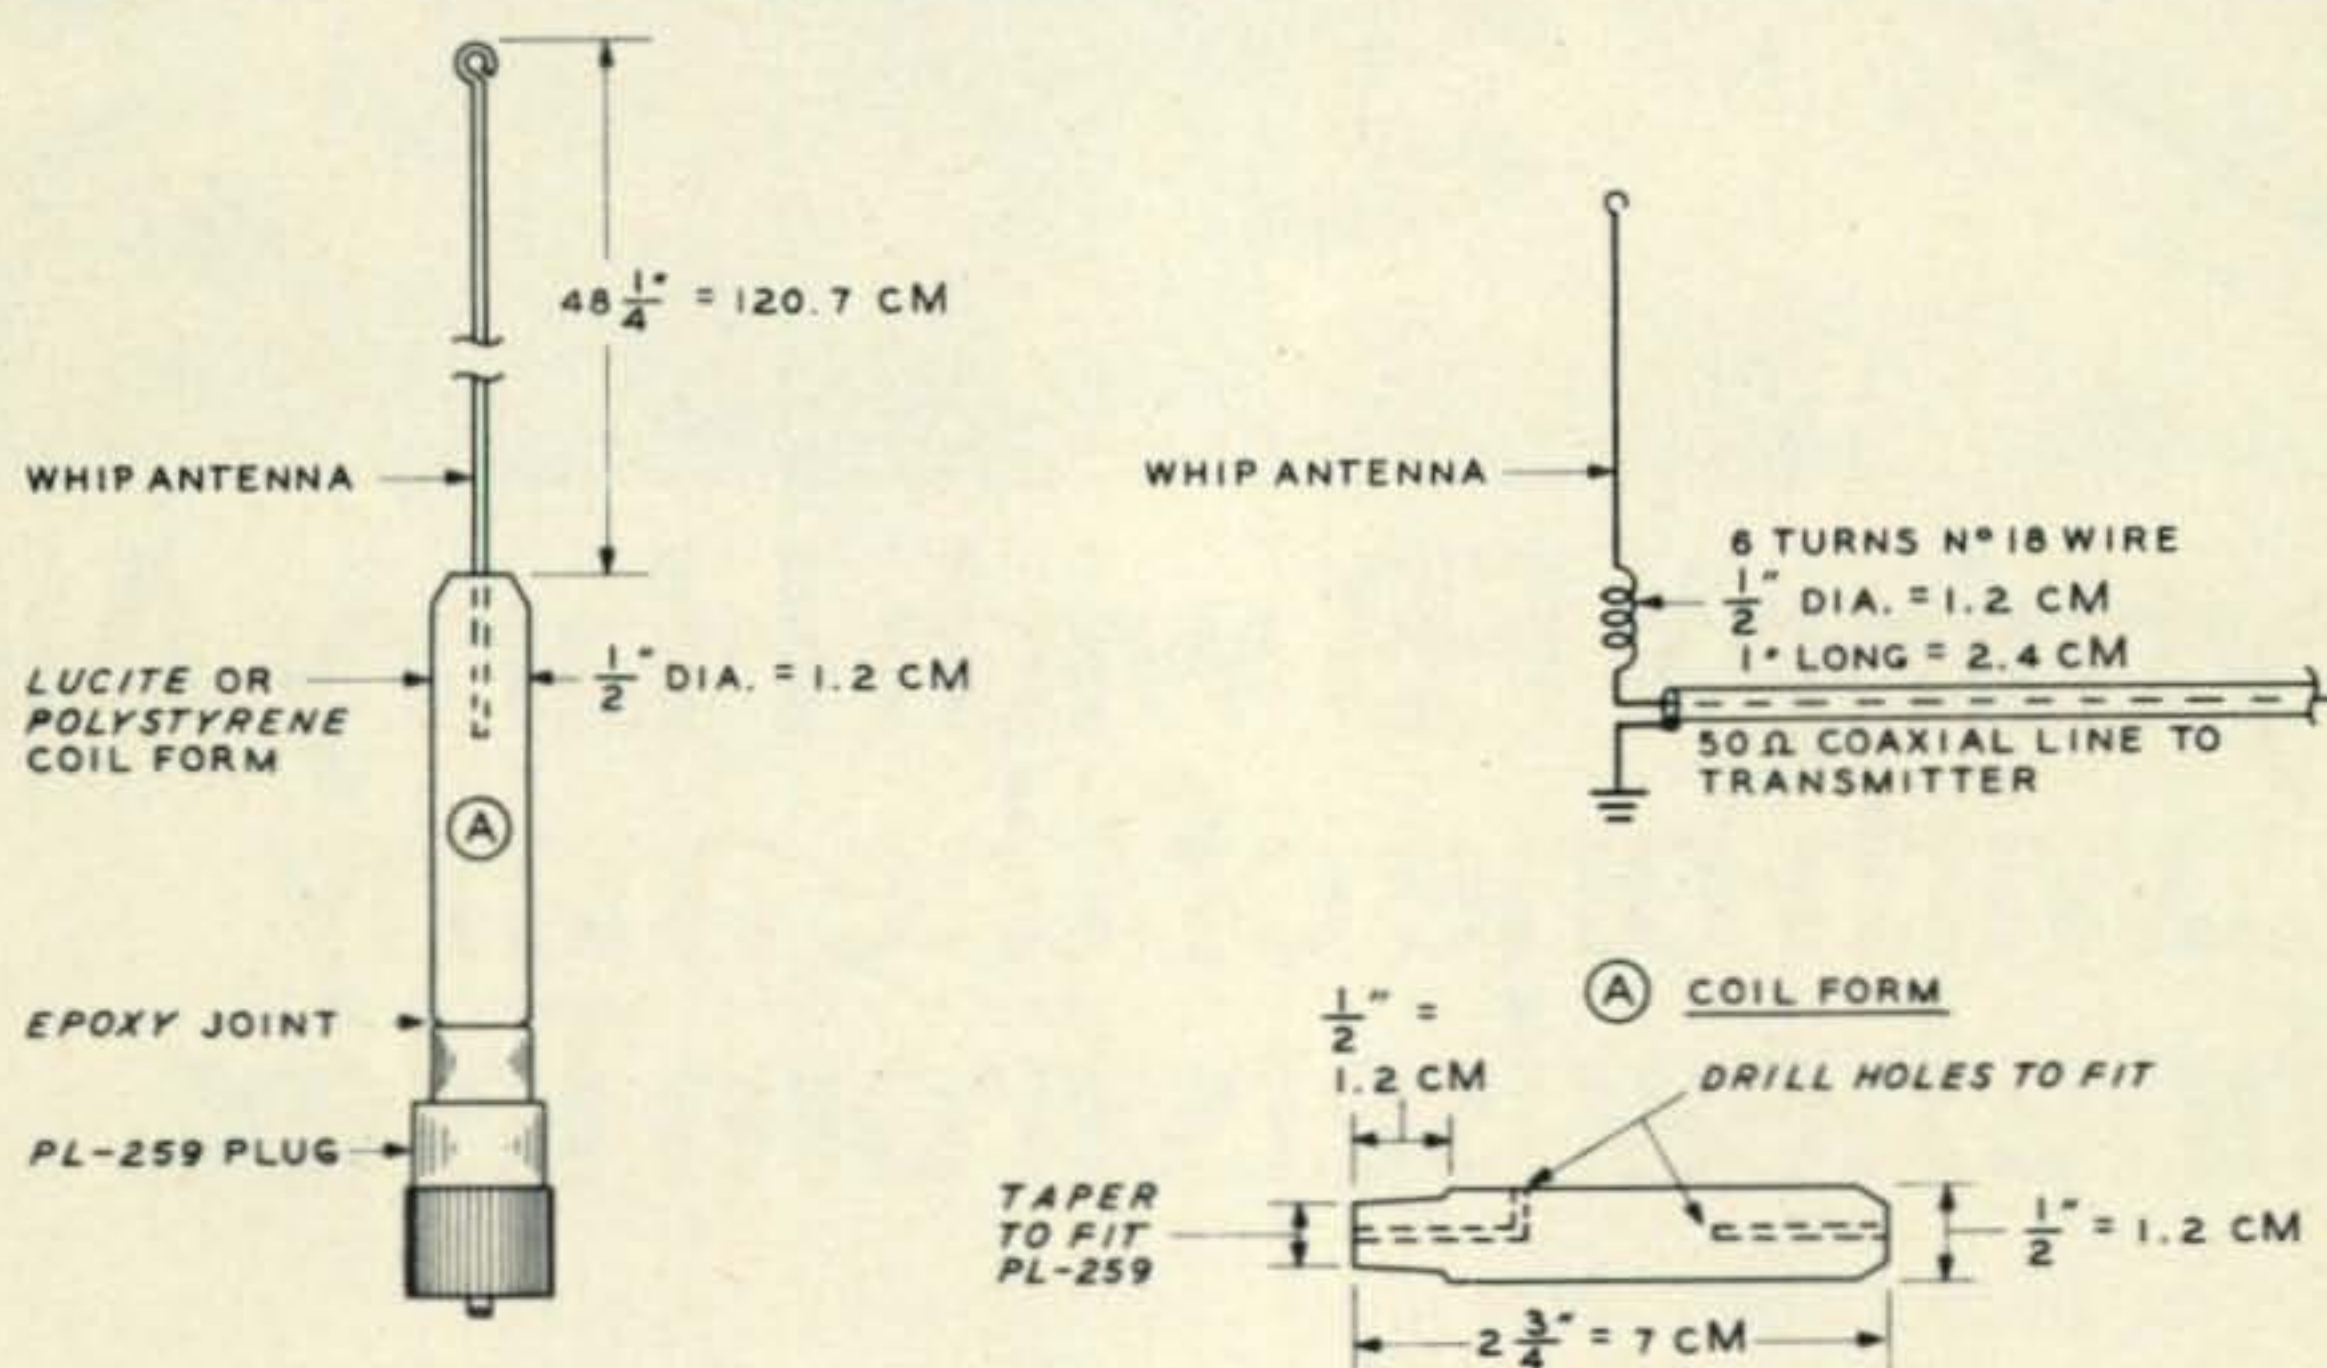 48 1/4" = 120.7 CM
WHIP ANTENNA
LUCITE OR
POLYSTYRENE
COIL FORM
1/2" DIA. = 1.2 CM
A
EPOXY JOINT
PL-259 PLUG
WHIP ANTENNA
6 TURNS Nº 18 WIRE
1/2" DIA. = 1.2 CM
1" LONG = 2.4 CM
50 Ω COAXIAL LINE TO
TRANSMITTER
A COIL FORM
1/2" =
1.2 CM
DRILL HOLES TO FIT
TAPER
TO FIT
PL-259
1/2" = 1.2 CM
2 3/4" = 7 CM